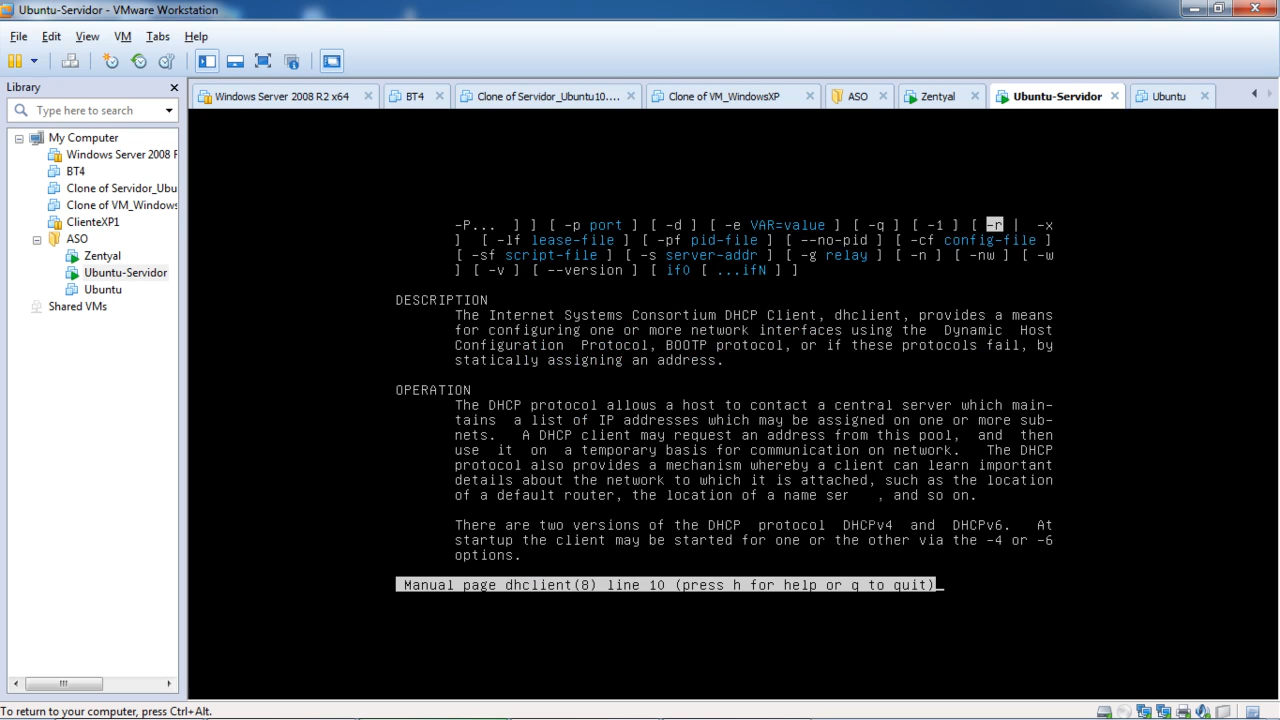 Ubuntu-Servidor - VMware Workstation
File Edit View VM Tabs Help
Library
Type here to search
My Computer
Windows Server 2008 F
BT4
Clone of Servidor_Ubu
Clone of VM_Windows
ClienteXP1
ASO
Zentyal
Ubuntu-Servidor
Ubuntu
Shared VMs
Windows Server 2008 R2 x64 BT4 Clone of Servidor_Ubuntu10.... Clone of VM_WindowsXP ASO Zentyal Ubuntu-Servidor Ubuntu
-P... ] ] [ -p port ] [ -d ] [ -e VAR=value ] [ -q ] [ -1 ] [ -r | -x
] [ -lf lease-file ] [ -pf pid-file ] [ --no-pid ] [ -cf config-file ]
[ -sf script-file ] [ -s server-addr ] [ -g relay ] [ -n ] [ -nw ] [ -w
] [ -v ] [ --version ] [ if0 [ ...ifN ] ]
DESCRIPTION
The Internet Systems Consortium DHCP Client, dhclient, provides a means
for configuring one or more network interfaces using the Dynamic Host
Configuration Protocol, BOOTP protocol, or if these protocols fail, by
statically assigning an address.
OPERATION
The DHCP protocol allows a host to contact a central server which main-
tains a list of IP addresses which may be assigned on one or more sub-
nets. A DHCP client may request an address from this pool, and then
use it on a temporary basis for communication on network. The DHCP
protocol also provides a mechanism whereby a client can learn important
details about the network to which it is attached, such as the location
of a default router, the location of a name ser , and so on.
There are two versions of the DHCP protocol DHCPv4 and DHCPv6. At
startup the client may be started for one or the other via the -4 or -6
options.
Manual page dhclient(8) line 10 (press h for help or q to quit)
To return to your computer, press Ctrl+Alt.